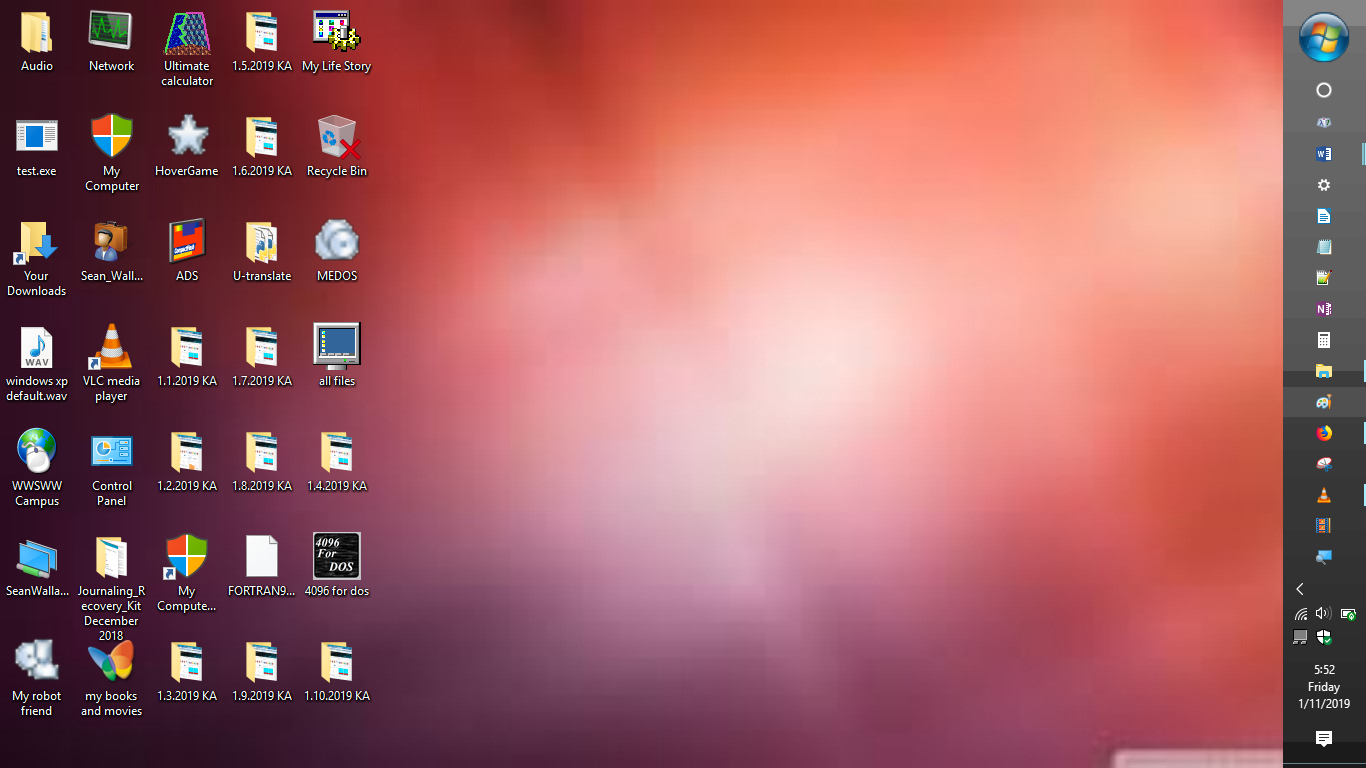 Audio
Network
Ultimate
calculator
1.5.2019 KA
My Life Story
test.exe
My
Computer
HoverGame
1.6.2019 KA
Recycle Bin
Your
Downloads
Sean_Wall...
ADS
U-translate
MEDOS
WAV
windows xp
default.wav
VLC media
player
1.1.2019 KA
1.7.2019 KA
all files
WWSWW
Campus
Control
Panel
1.2.2019 KA
1.8.2019 KA
1.4.2019 KA
SeanWalla...
Journaling_R
ecovery_Kit
December
2018
My
Compute...
FORTRAN9...
4096
For
DOS
4096 for dos
My robot
friend
my books
and movies
1.3.2019 KA
1.9.2019 KA
1.10.2019 KA
5:52
Friday
1/11/2019